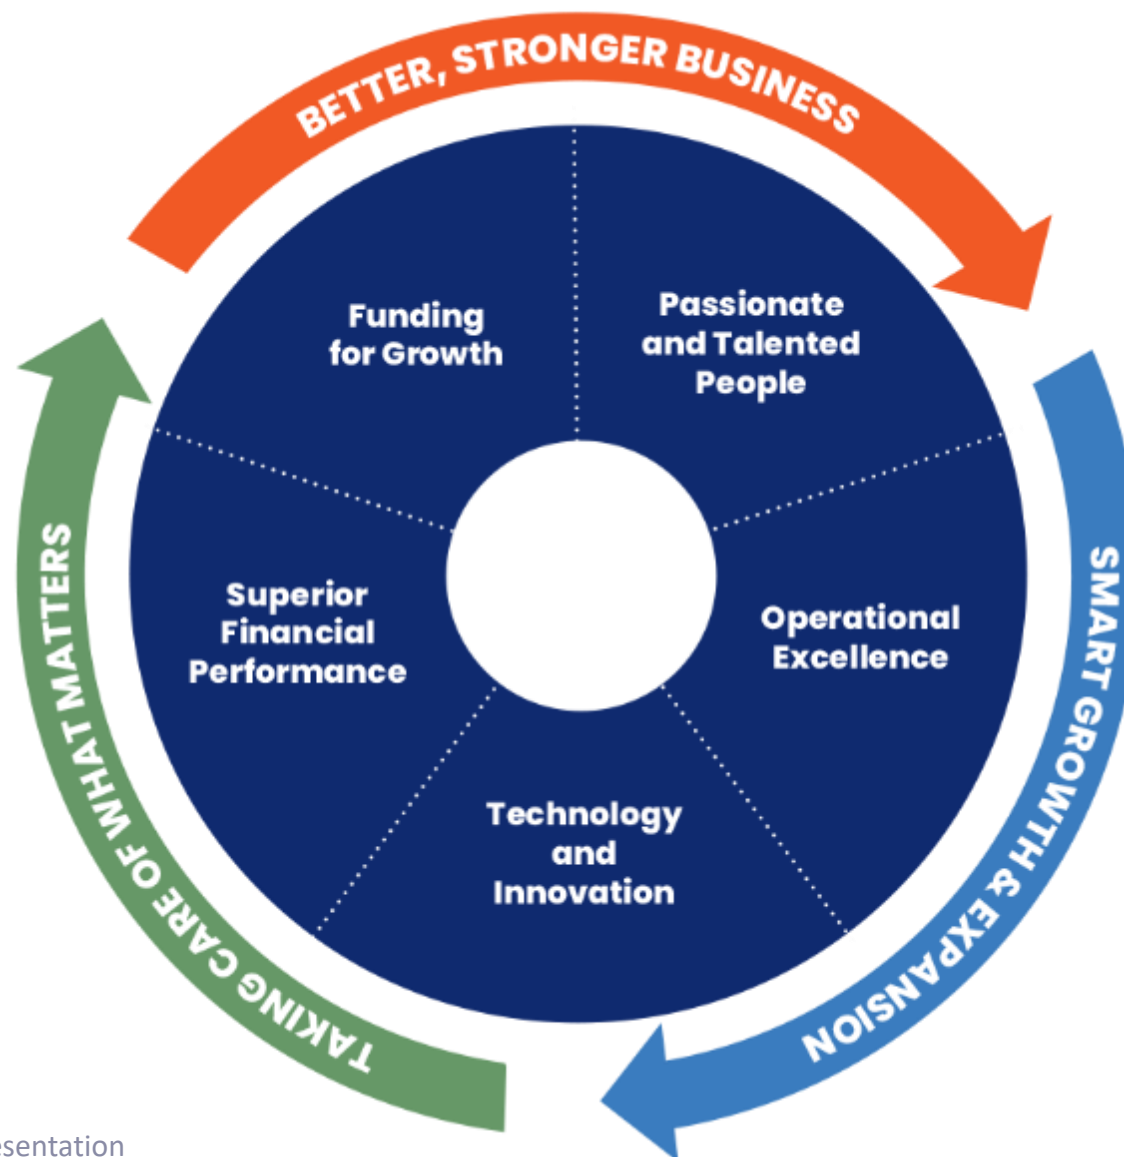 BETTER, STRONGER BUSINESS
Funding
for Growth
Passionate
and Talented
People
Superior
Financial
Performance
Operational
Excellence
Technology
and
Innovation
SMART GROWTH & EXPANSION
TAKING CARE OF WHAT MATTERS